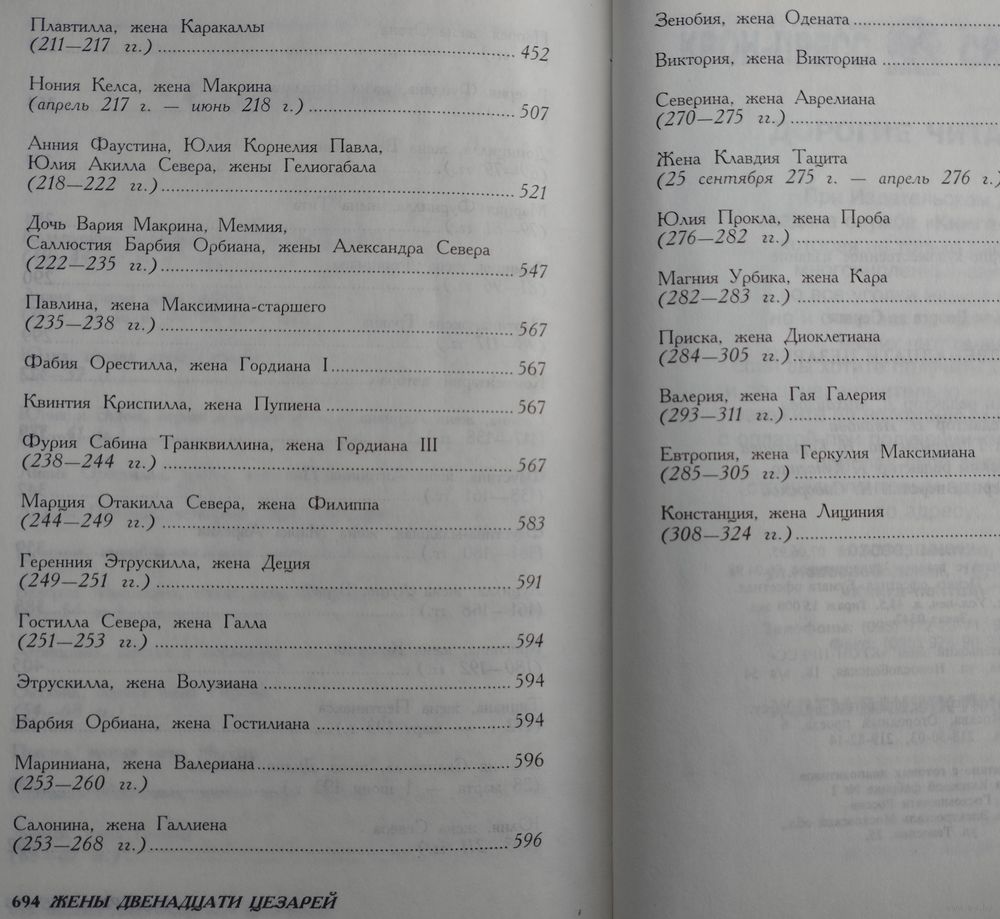 Плавтилла, жена Каракаллы
(211—217 гг.) 452
Нония Келса, жена Макрина
(апрель 217 г. — июнь 218 г.) 507
Анния Фаустина, Юлия Корнелия Павла,
Юлия Акилла Севера, жены Гелиогабала
(218—222 гг.) 521
Дочь Вария Макрина, Меммия,
Саллюстия Барбия Орбиана, жены Александра Севера
(222—235 гг.) 547
Павлина, жена Максимина-старшего
(235—238 гг.) 567
Фабия Орестилла, жена Гордиана I 567
Квинтия Криспилла, жена Пупиена 567
Фурия Сабина Транквиллина, жена Гордиана III
(238—244 гг.) 567
Марция Отакилла Севера, жена Филиппа
(244—249 гг.) 583
Геренния Этрускилла, жена Деция
(249—251 гг.) 591
Гостилла Севера, жена Галла
(251—253 гг.) 594
Этрускилла, жена Волузиана 594
Барбия Орбиана, жена Гостилиана 594
Мариниана, жена Валериана 596
(253—260 гг.)
Салонина, жена Галлиена
(253—268 гг.) 596
694 ЖЕНЫ ДВЕНАДЦАТИ ЦЕЗАРЕЙ
Зенобия, жена Одената
Виктория, жена Викторина
Северина, жена Аврелиана
(270—275 гг.)
Жена Клавдия Тацита
(25 сентября 275 г. — апрель 276 г.)
Юлия Прокла, жена Проба
(276—282 гг.)
Магния Урбика, жена Кара
(282—283 гг.)
Приска, жена Диоклетиана
(284—305 гг.)
Валерия, жена Гая Галерия
(293—311 гг.)
Евтропия, жена Геркулия Максимиана
(285—305 гг.)
Констанция, жена Лициния
(308—324 гг.)